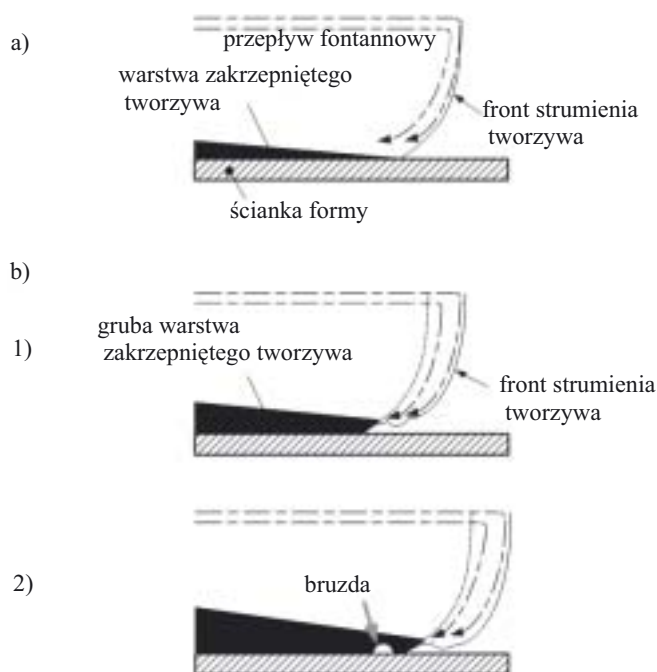 a)
przepływ fontannowy
warstwa zakrzepniętego
tworzywa
front strumienia
tworzywa
ścianka formy
b)
1)
gruba warstwa
zakrzepniętego tworzywa
front strumienia
tworzywa
2)
bruzda